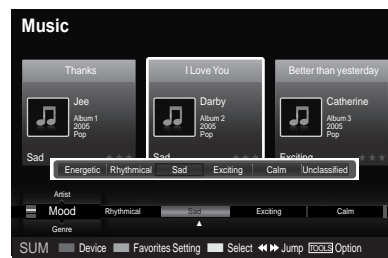 Music
Thanks
I Love You
Better than yesterday
Jee
Album 1
2005
Pop
Sad
Darby
Album 2
2005
Pop
Sad
Catherine
Album 3
2005
Pop
Exciting
Energetic Rhythmical Sad Exciting Calm Unclassified
Artist
Mood Rhythmical Sad Exciting Calm
Genre
SUM Device Favorites Setting Select Jump TOOLS Option